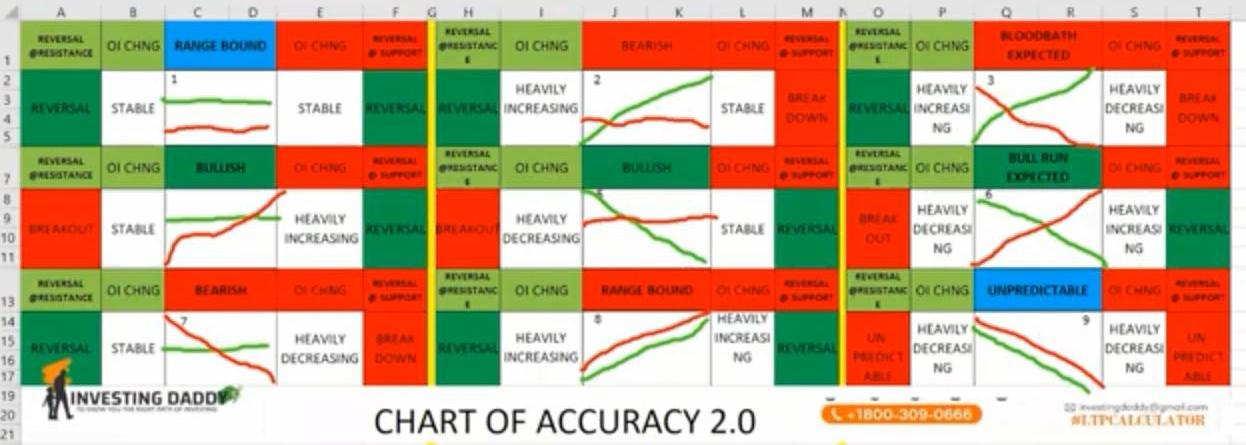 A B C D E F G H I J K L M N O P Q R S T
1 REVERSAL @RESISTANCE OI CHNG RANGE BOUND OI CHNG REVERSAL @ SUPPORT REVERSAL @RESISTANC E OI CHNG BEARISH OI CHNG REVERSAL @ SUPPORT REVERSAL @RESISTANC E OI CHNG BLOODBATH EXPECTED OI CHNG REVERSAL @ SUPPORT
2 1 2 3
3 REVERSAL STABLE STABLE REVERSAL REVERSAL HEAVILY INCREASING STABLE BREAK DOWN REVERSAL HEAVILY INCREASI NG HEAVILY DECREASI NG BREAK DOWN
4
5
7 REVERSAL @RESISTANCE OI CHNG BULLISH OI CHNG REVERSAL @ SUPPORT REVERSAL @RESISTANC E OI CHNG BULLISH OI CHNG REVERSAL @ SUPPORT REVERSAL @RESISTANC E OI CHNG BULL RUN EXPECTED OI CHNG REVERSAL @ SUPPORT
8 6
9 BREAKOUT STABLE HEAVILY INCREASING REVERSAL BREAKOUT HEAVILY DECREASING STABLE REVERSAL BREAK OUT HEAVILY DECREASI NG HEAVILY INCREASI NG REVERSAL
10
11
13 REVERSAL @RESISTANCE OI CHNG BEARISH OI CHNG REVERSAL @ SUPPORT REVERSAL @RESISTANC E OI CHNG RANGE BOUND OI CHNG REVERSAL @ SUPPORT REVERSAL @RESISTANC E OI CHNG UNPREDICTABLE OI CHNG REVERSAL @ SUPPORT
14 7 8 9
15 REVERSAL STABLE HEAVILY DECREASING BREAK DOWN REVERSAL HEAVILY INCREASING HEAVILY INCREASI NG REVERSAL UN PREDICT ABLE HEAVILY DECREASI NG HEAVILY DECREASI NG UN PREDICT ABLE
16
17
19 INVESTING DADDY
TO SHOW YOU THE RIGHT PATH OF INVESTING
20 CHART OF ACCURACY 2.0 +1800-309-0666 investingdaddy@gmail.com
#LTPCALCULATOR
21